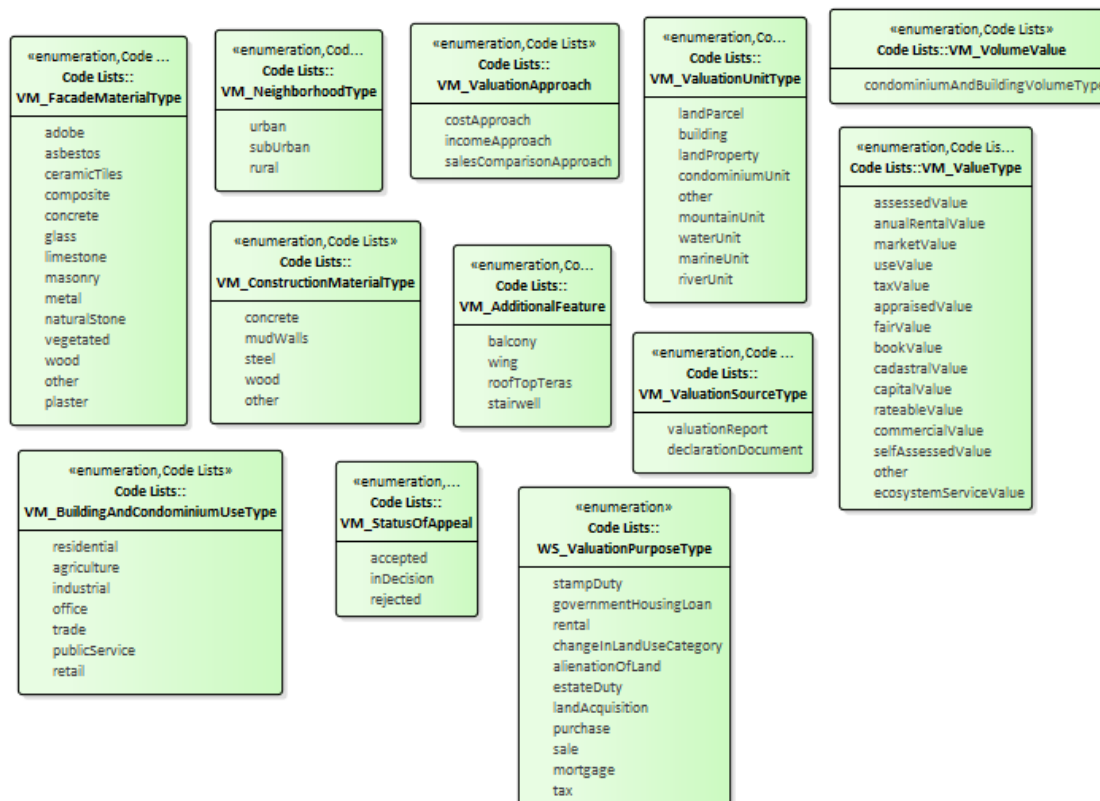 «enumeration,Code ...
Code Lists::
VM_FacadeMaterialType
adobe
asbestos
ceramicTiles
composite
concrete
glass
limestone
masonry
metal
naturalStone
vegetated
wood
other
plaster
«enumeration,Cod...
Code Lists::
VM_NeighborhoodType
urban
subUrban
rural
«enumeration,Code Lists»
Code Lists::
VM_ValuationApproach
costApproach
incomeApproach
salesComparisonApproach
«enumeration,Co...
Code Lists::
VM_ValuationUnitType
landParcel
building
landProperty
condominiumUnit
other
mountainUnit
waterUnit
marineUnit
riverUnit
«enumeration,Code Lists»
Code Lists::VM_VolumeValue
condominiumAndBuildingVolumeType
«enumeration,Code Lis...
Code Lists::VM_ValueType
assessedValue
anualRentalValue
marketValue
useValue
taxValue
appraisedValue
fairValue
bookValue
cadastralValue
capitalValue
rateableValue
commercialValue
selfAssessedValue
other
ecosystemServiceValue
«enumeration,Code Lists»
Code Lists::
VM_ConstructionMaterialType
concrete
mudWalls
steel
wood
other
«enumeration,Co...
Code Lists::
VM_AdditionalFeature
balcony
wing
roofTopTeras
stairwell
«enumeration,Code ...
Code Lists::
VM_ValuationSourceType
valuationReport
declarationDocument
«enumeration,Code Lists»
Code Lists::
VM_BuildingAndCondominiumUseType
residential
agriculture
industrial
office
trade
publicService
retail
«enumeration,...
Code Lists::
VM_StatusOfAppeal
accepted
inDecision
rejected
«enumeration»
Code Lists::
WS_ValuationPurposeType
stampDuty
governmentHousingLoan
rental
changeInLandUseCategory
alienationOfLand
estateDuty
landAcquisition
purchase
sale
mortgage
tax